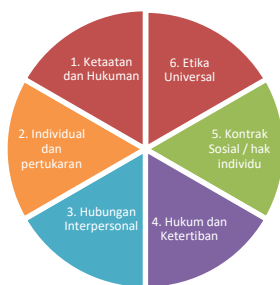 1. Ketaatan
dan Hukuman
2. Individual
dan
pertukaran
3. Hubungan
Interpersonal
4. Hukum dan
Ketertiban
5. Kontrak
Sosial / hak
individu
6. Etika
Universal